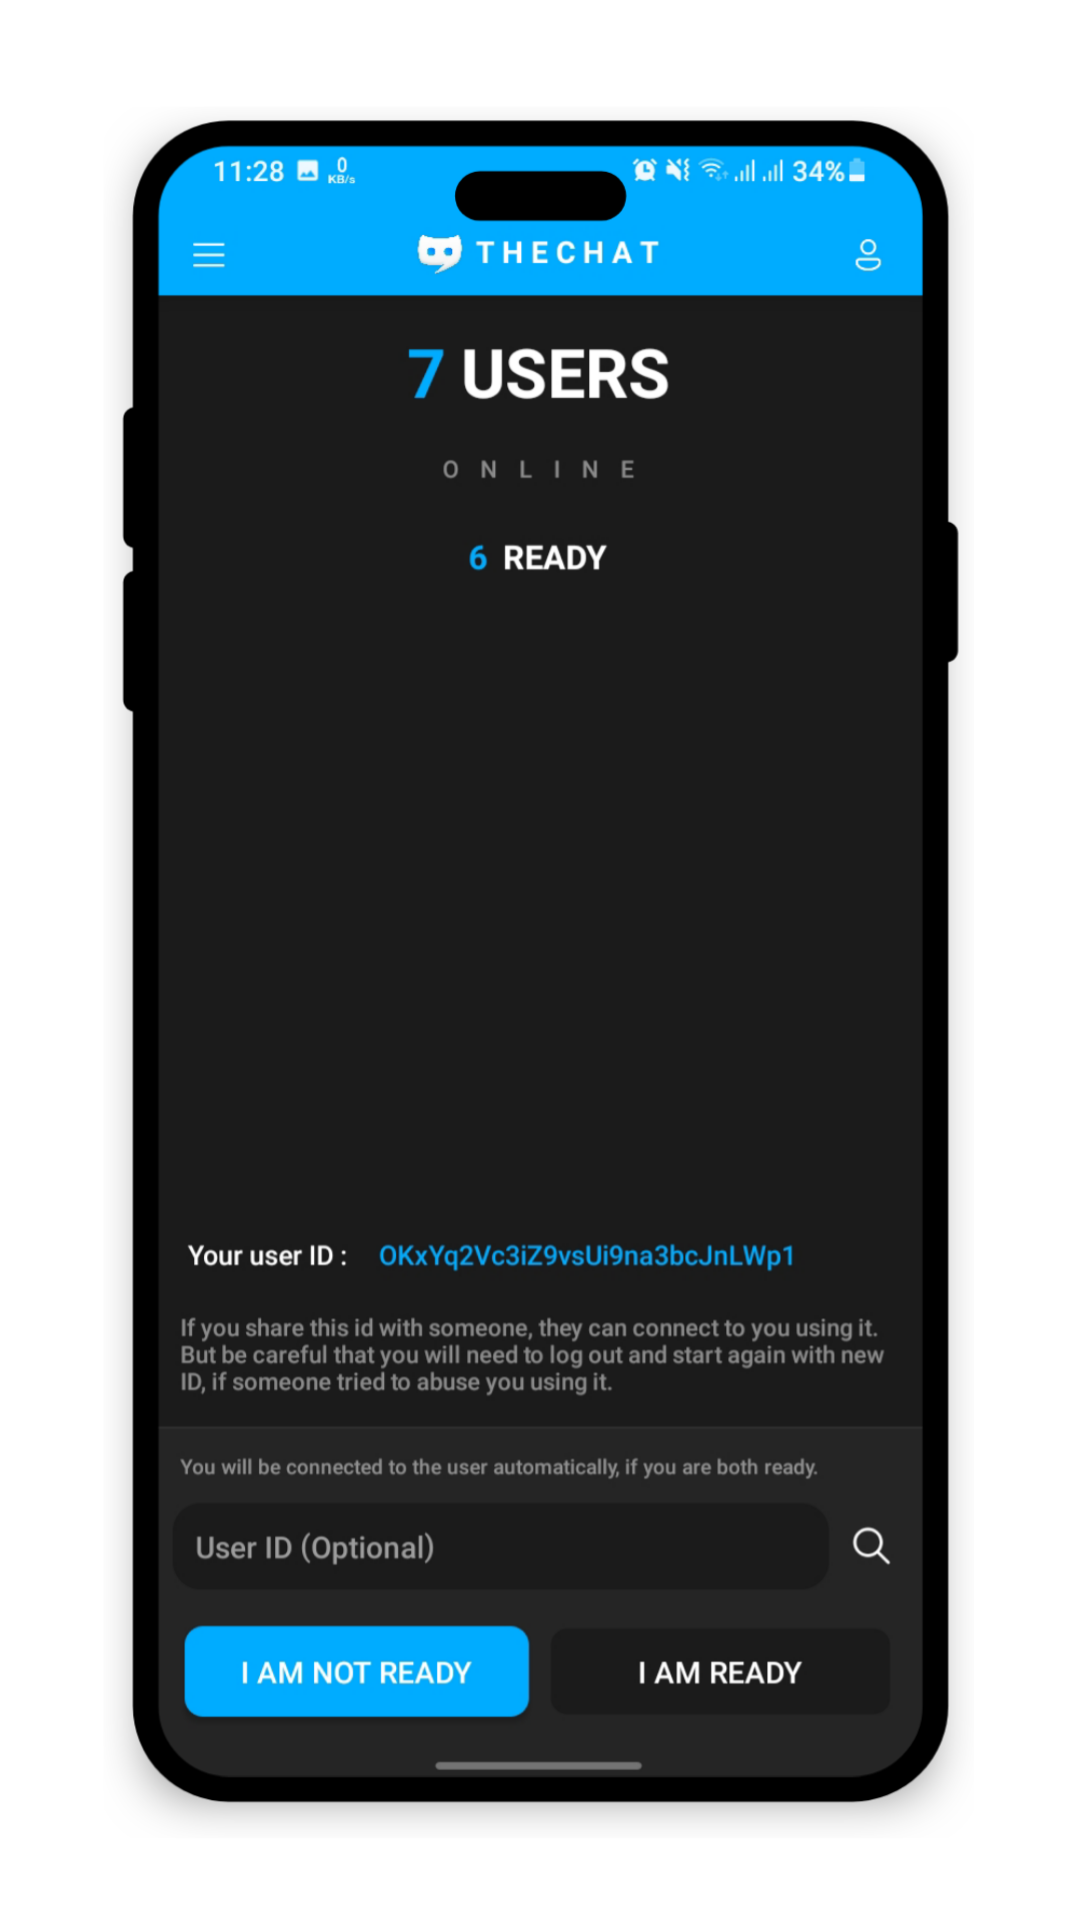 11:28 0 KB/s 34%
THECHAT
7 USERS
ONLINE
6 READY
Your user ID : OKxYq2Vc3iZ9vsUi9na3bcJnLWp1
If you share this id with someone, they can connect to you using it.
But be careful that you will need to log out and start again with new
ID, if someone tried to abuse you using it.
You will be connected to the user automatically, if you are both ready.
User ID (Optional)
I AM NOT READY I AM READY